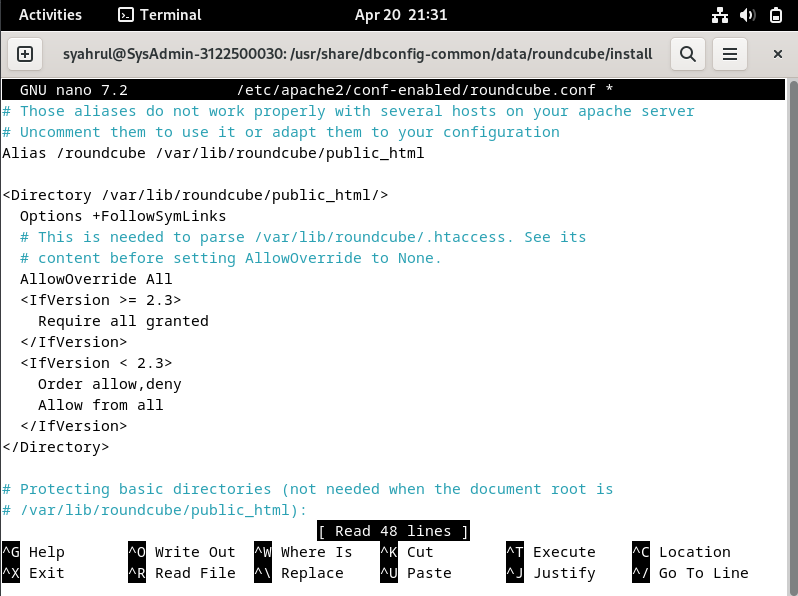 Activities Terminal Apr 20 21:31
syahrul@SysAdmin-3122500030: /usr/share/dbconfig-common/data/roundcube/install
GNU nano 7.2 /etc/apache2/conf-enabled/roundcube.conf *
# Those aliases do not work properly with several hosts on your apache server
# Uncomment them to use it or adapt them to your configuration
Alias /roundcube /var/lib/roundcube/public_html

<Directory /var/lib/roundcube/public_html/>
  Options +FollowSymLinks
  # This is needed to parse /var/lib/roundcube/.htaccess. See its
  # content before setting AllowOverride to None.
  AllowOverride All
  <IfVersion >= 2.3>
    Require all granted
  </IfVersion>
  <IfVersion < 2.3>
    Order allow,deny
    Allow from all
  </IfVersion>
</Directory>

# Protecting basic directories (not needed when the document root is
# /var/lib/roundcube/public_html):
[ Read 48 lines ]
^G Help ^O Write Out ^W Where Is ^K Cut ^T Execute ^C Location
^X Exit ^R Read File ^\ Replace ^U Paste ^J Justify ^/ Go To Line